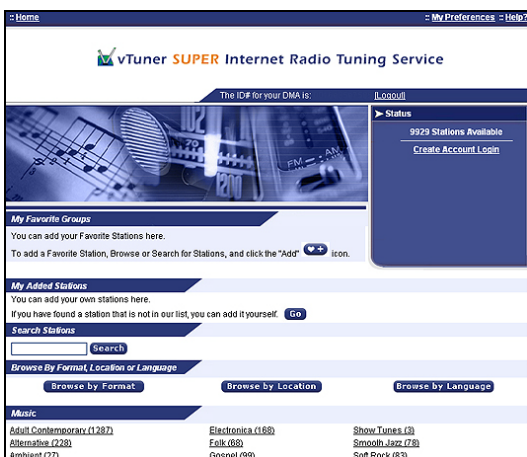 :: Home :: My Preferences :: Help?
vTuner SUPER Internet Radio Tuning Service
The ID# for your DMA is: [Logout]
Status
9929 Stations Available
Create Account Login
FM AM
My Favorite Groups
You can add your Favorite Stations here.
To add a Favorite Station, Browse or Search for Stations, and click the "Add" icon.
My Added Stations
You can add your own stations here.
If you have found a station that is not in our list, you can add it yourself. Go
Search Stations
Search
Browse By Format, Location or Language
Browse by Format Browse by Location Browse by Language
Music
Adult Contemporary (1287) Electronica (168) Show Tunes (3)
Alternative (228) Folk (68) Smooth Jazz (78)
Ambient (27) Gospel (99) Soft Rock (83)